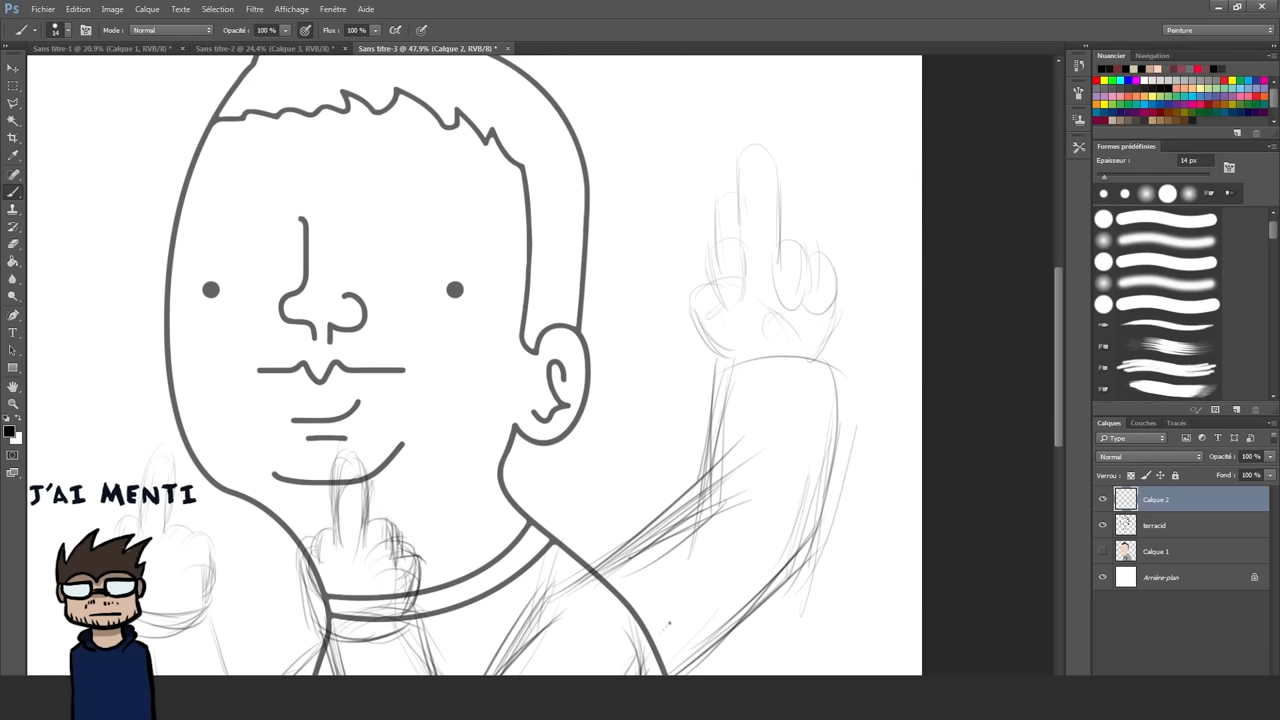 Ps Fichier Edition Image Calque Texte Sélection Filtre Affichage Fenêtre Aide
14 Mode : Normal Opacité : 100 % Flux : 100 % Peinture
Sans titre-1 @ 20,9% (Calque 1, RVB/8) * × Sans titre-2 @ 24,4% (Calque 3, RVB/8) * × Sans titre-3 @ 47,9% (Calque 2, RVB/8) * ×
Nuancier Navigation
Formes prédéfinies
Epaisseur : 14 px
Calques Couches Tracés
Type
Normal Opacité : 100 %
Verrou : Fond : 100 %
Calque 2
terracid
Calque 1
Arrière-plan
J'AI MENTI